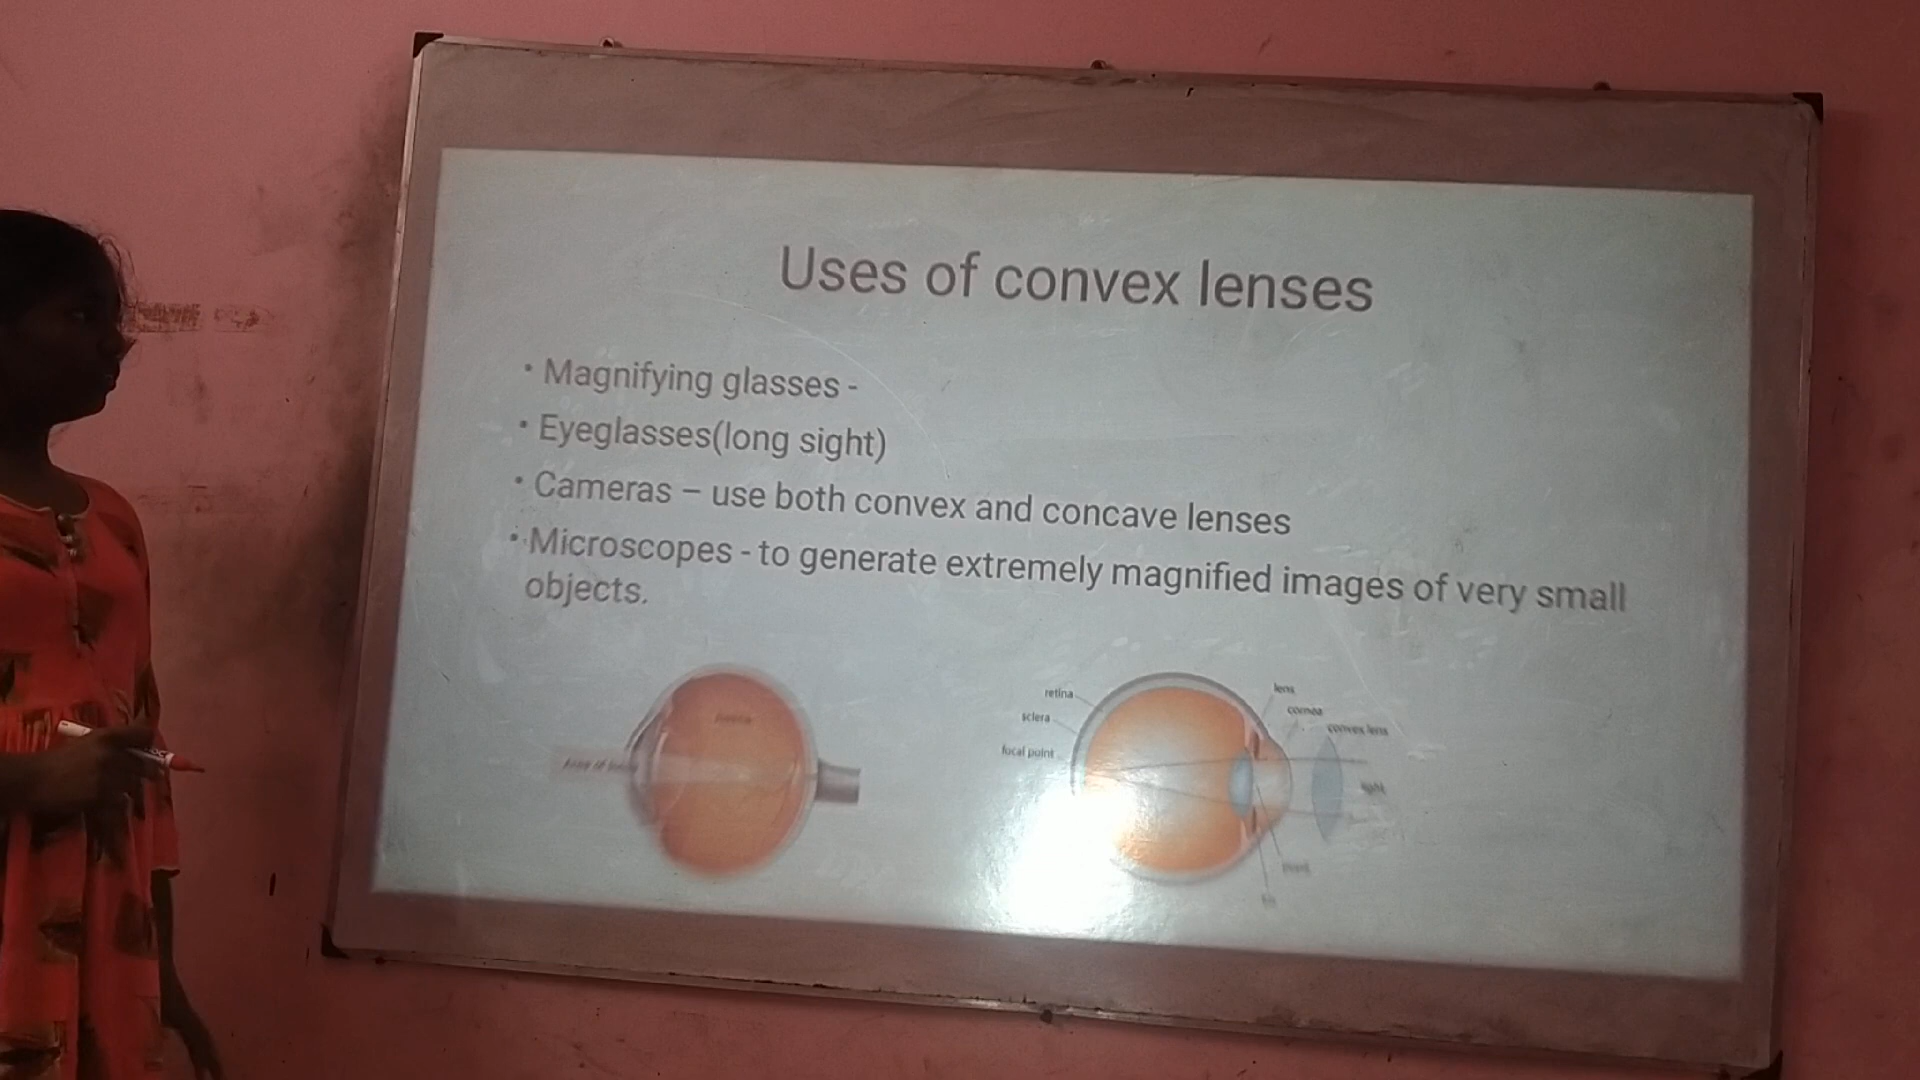 Uses of convex lenses
• Magnifying glasses -
• Eyeglasses(long sight)
• Cameras – use both convex and concave lenses
• Microscopes - to generate extremely magnified images of very small
objects.
retina
sclera
focal point
lens
cornea
convex lens
light